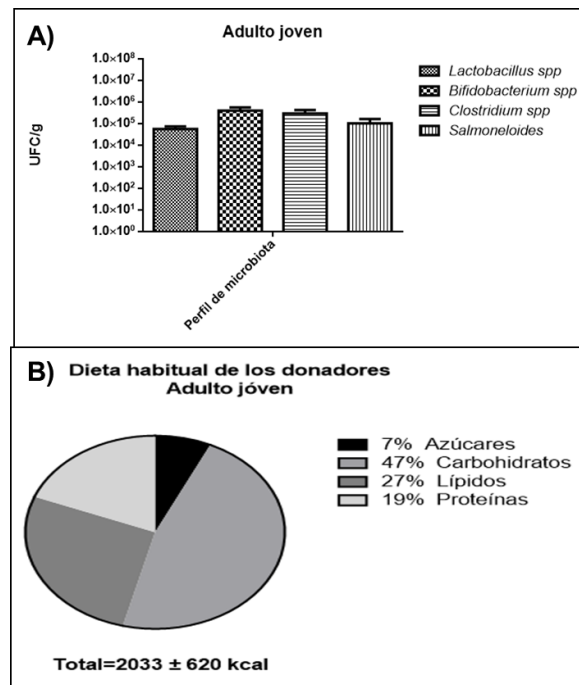 A)
Adulto joven
1.0×10⁸
1.0×10⁷
1.0×10⁶
1.0×10⁵
1.0×10⁴
1.0×10³
1.0×10²
1.0×10¹
1.0×10⁰
UFC/g
Perfil de microbiota
Lactobacillus spp
Bifidobacterium spp
Clostridium spp
Salmoneloides
B)
Dieta habitual de los donadores
Adulto jóven
7% Azúcares
47% Carbohidratos
27% Lípidos
19% Proteínas
Total=2033 ± 620 kcal